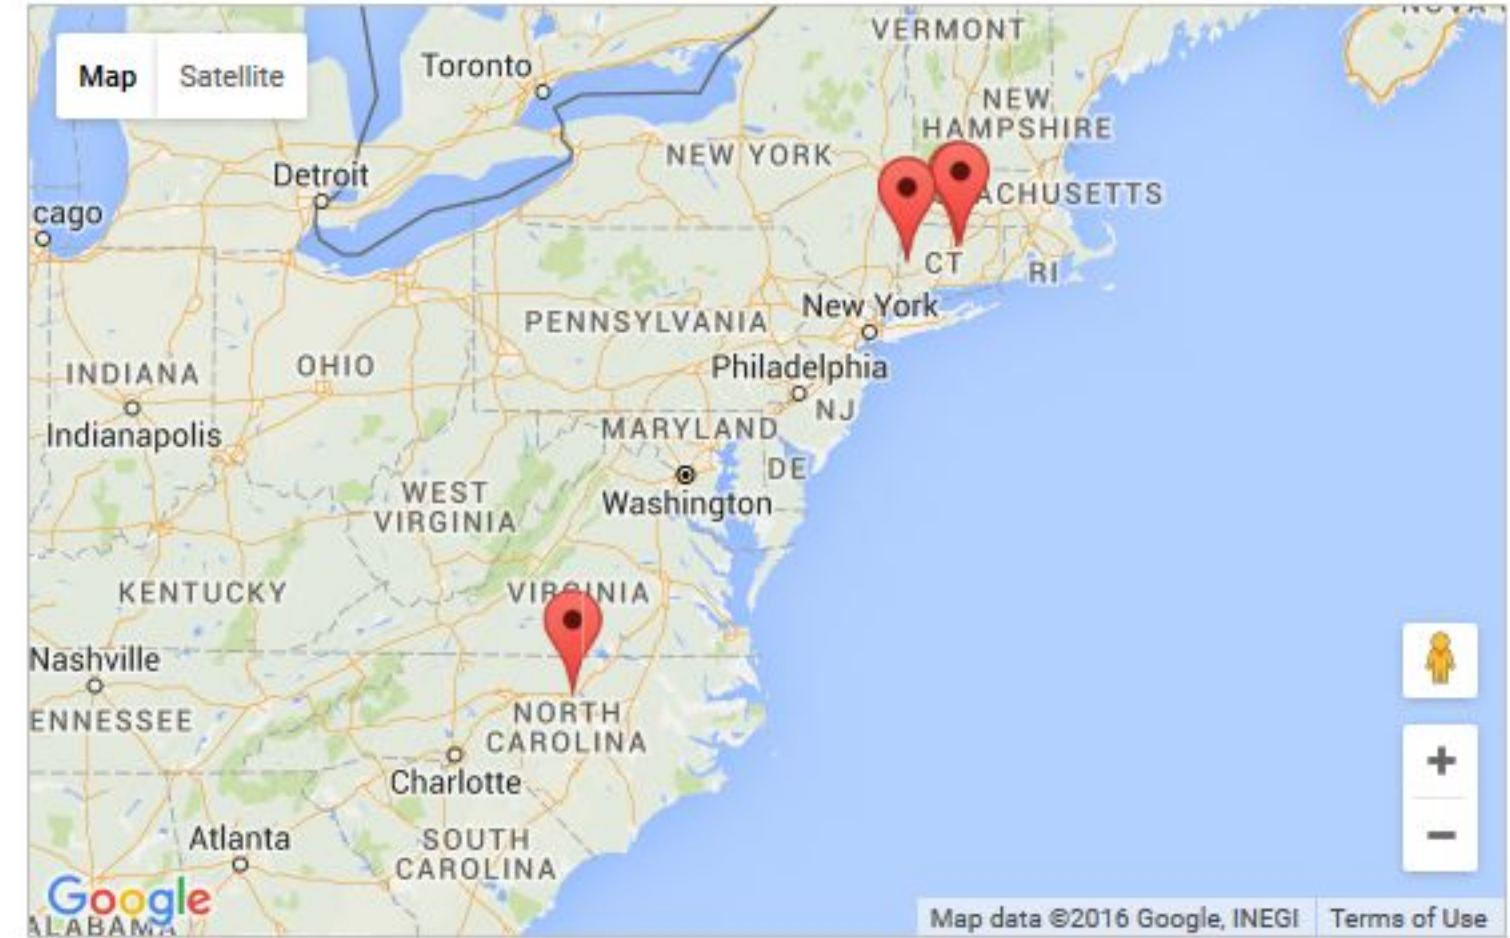 NOVA
VERMONT
Toronto
Map
Satellite
NEW
HAMPSHIRE
NEW YORK
Detroit
ACHUSETTS
cago
CT
RI
New York
PENNSYLVANIA
OHIO
INDIANA
Philadelphia
NJ
Indianapolis
MARYLAND
DE
WEST
VIRGINIA
Washington
KENTUCKY
VIRGINIA
Nashville
ENNESSEE
NORTH
CAROLINA
Charlotte
Atlanta
SOUTH
CAROLINA
Google
ALABAMA
+
−
Map data ©2016 Google, INEGI
Terms of Use